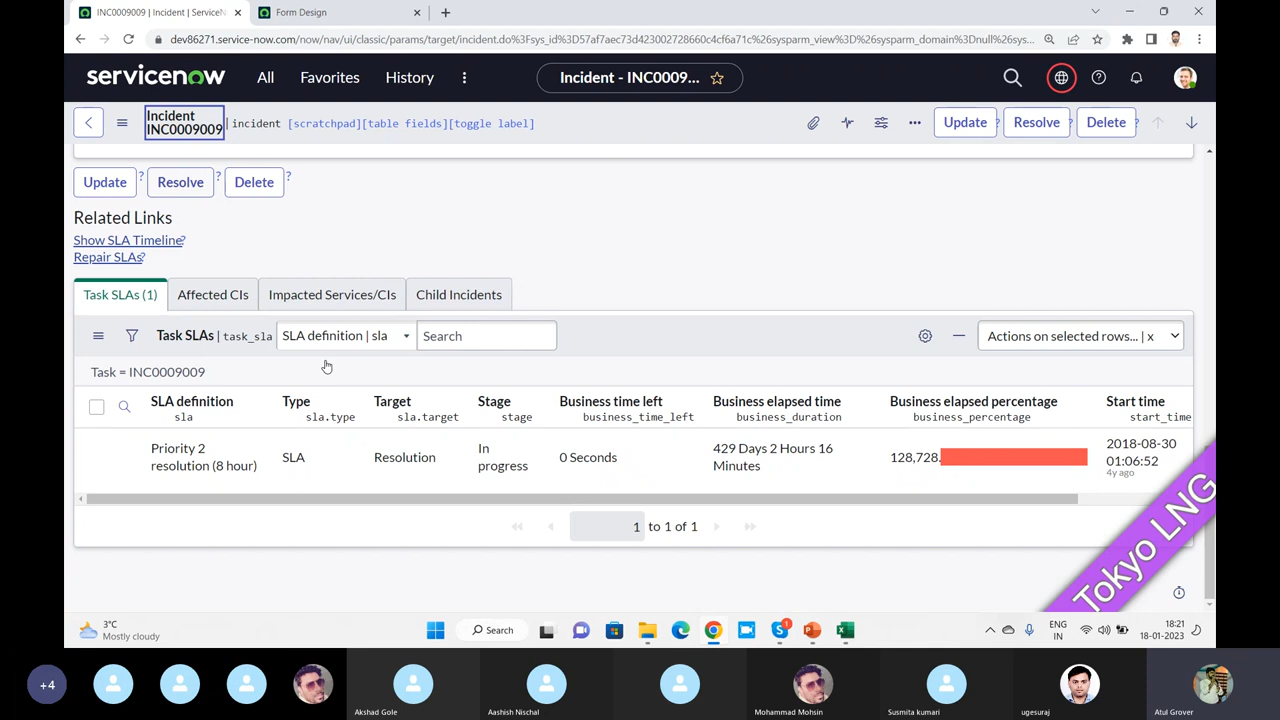 INC0009009 | Incident | ServiceN
Form Design
dev86271.service-now.com/now/nav/ui/classic/params/target/incident.do%3Fsys_id%3D57af7aec73d423002728660c4cf6a71c%26sysparm_view%3D%26sysparm_domain%3Dnull%26sys...
servicenow All Favorites History
Incident - INC0009...
Incident
INC0009009 | incident [scratchpad][table fields][toggle label]
Update ? Resolve ? Delete ?
Update ? Resolve ? Delete ?
Related Links
Show SLA Timeline?
Repair SLAs?
Task SLAs (1) Affected CIs Impacted Services/CIs Child Incidents
Task SLAs | task_sla SLA definition | sla Search Actions on selected rows... | x
Task = INC0009009
SLA definition Type Target Stage Business time left Business elapsed time Business elapsed percentage Start time
sla sla.type sla.target stage business_time_left business_duration business_percentage start_time
Priority 2
resolution (8 hour)
SLA
Resolution
In
progress
0 Seconds
429 Days 2 Hours 16
Minutes
128,728.
2018-08-30
01:06:52
4y ago
1 to 1 of 1
Tokyo LNG
3°C
Mostly cloudy
Search
1
ENG
IN
18:21
18-01-2023
+4
Akshad Gole
Aashish Nischal
Mohammad Mohsin
Susmita kumari
ugesuraj
Atul Grover